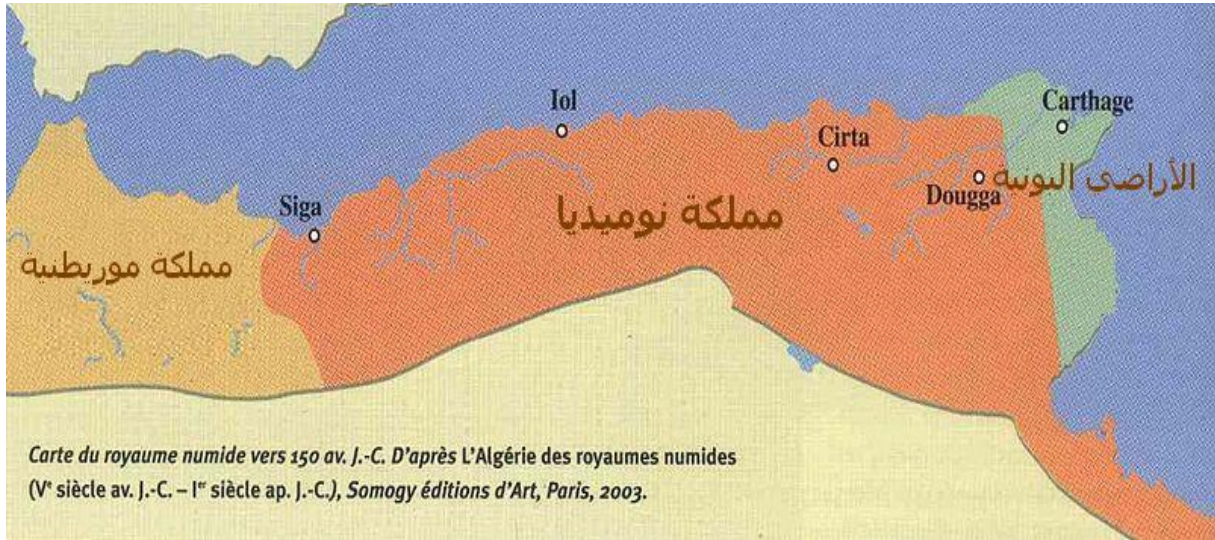 Iol
Carthage
Cirta
الأراضى البونية
Dougga
Siga
مملكة نوميديا
مملكة موريطنية
Carte du royaume numide vers 150 av. J.-C. D'après L'Algérie des royaumes numides
(Vᵉ siècle av. J.-C. – Iᵉʳ siècle ap. J.-C.), Somogy éditions d'Art, Paris, 2003.